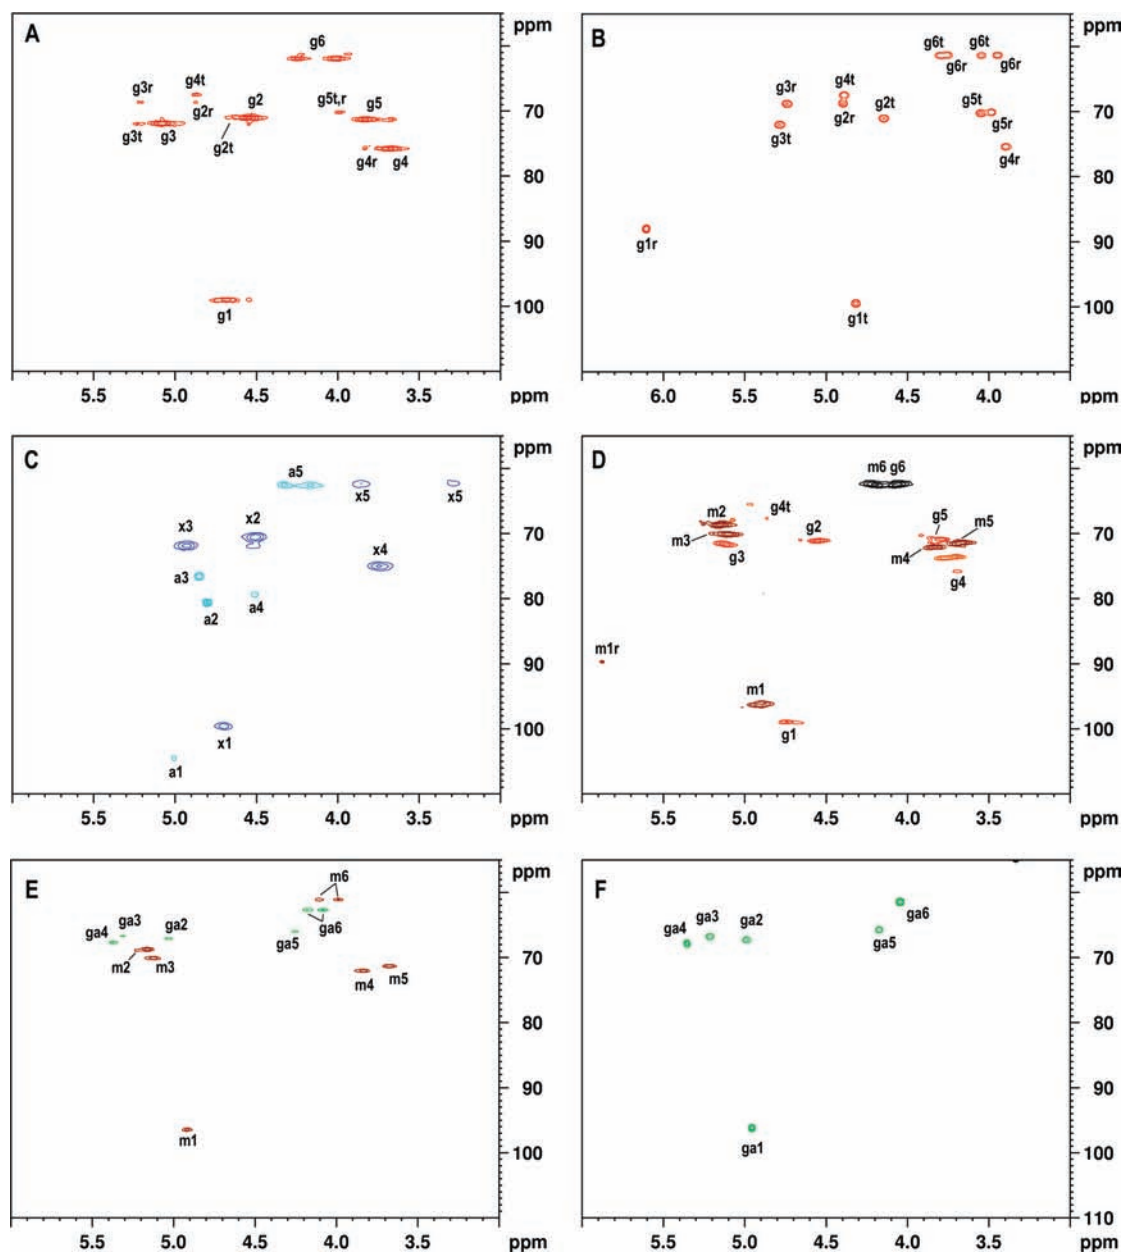 A
ppm
g6
g3r
g4t
g2r
g2
g5t,r
g5
g3t
g3
g2t
g4r
g4
g1
70
80
90
100
5.5
5.0
4.5
4.0
3.5
ppm
B
ppm
g6t
g6t
g6r
g6r
g3r
g4t
g2r
g2t
g5t
g5r
g3t
g4r
g1r
g1t
70
80
90
100
6.0
5.5
5.0
4.5
4.0
ppm
C
ppm
a5
x5
x5
x3
x2
x4
a3
a2
a4
x1
a1
70
80
90
100
5.5
5.0
4.5
4.0
3.5
ppm
D
ppm
m6 g6
m2
g4t
g2
g5
m5
m3
g3
m4
g4
m1r
m1
g1
70
80
90
100
5.5
5.0
4.5
4.0
3.5
ppm
E
ppm
m6
ga4
ga3
ga2
ga5
ga6
m2
m3
m4
m5
m1
70
80
90
100
5.5
5.0
4.5
4.0
3.5
ppm
F
ppm
ga4
ga3
ga2
ga6
ga5
ga1
70
80
90
100
110
5.5
5.0
4.5
4.0
3.5
ppm